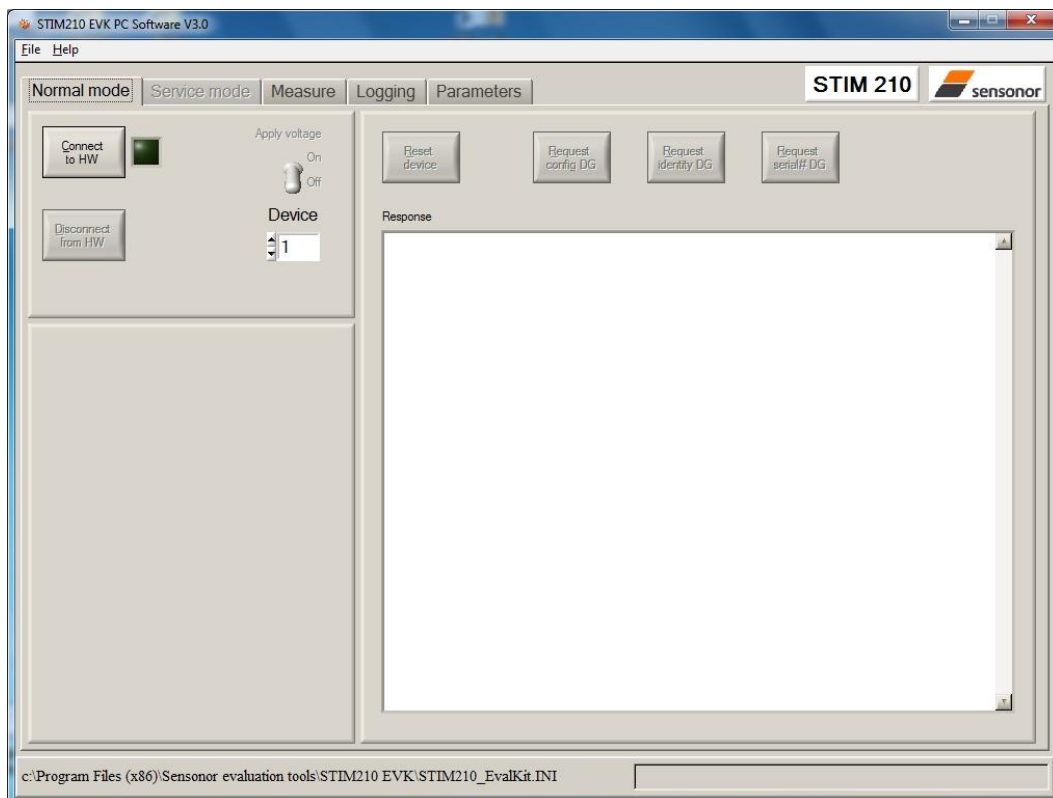 STIM210 EVK PC Software V3.0
File Help
Normal mode Service mode Measure Logging Parameters
STIM 210 sensonor
Connect
to HW
Apply voltage
On
Off
Disconnect
from HW
Device
1
Reset
device
Request
config DG
Request
identity DG
Request
serial# DG
Response
c:\Program Files (x86)\Sensonor evaluation tools\STIM210 EVK\STIM210_EvalKit.INI